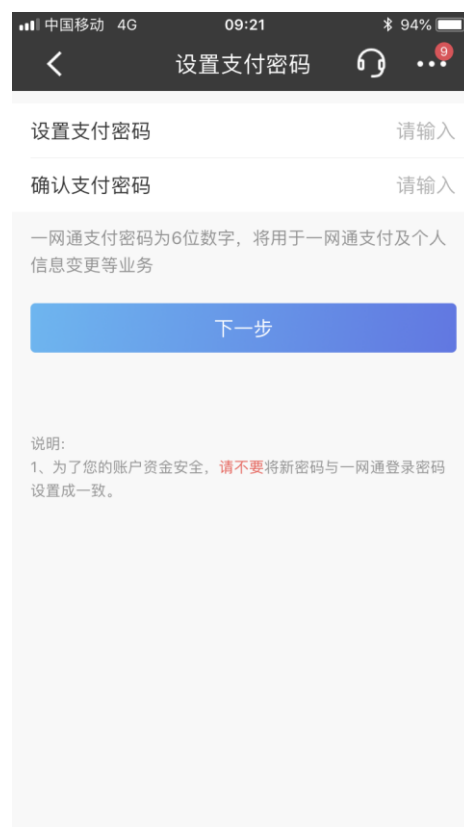 中国移动 4G 09:21 94%
设置支付密码 9
设置支付密码 请输入
确认支付密码 请输入
一网通支付密码为6位数字，将用于一网通支付及个人
信息变更等业务
下一步
说明:
1、为了您的账户资金安全，请不要将新密码与一网通登录密码
设置成一致。